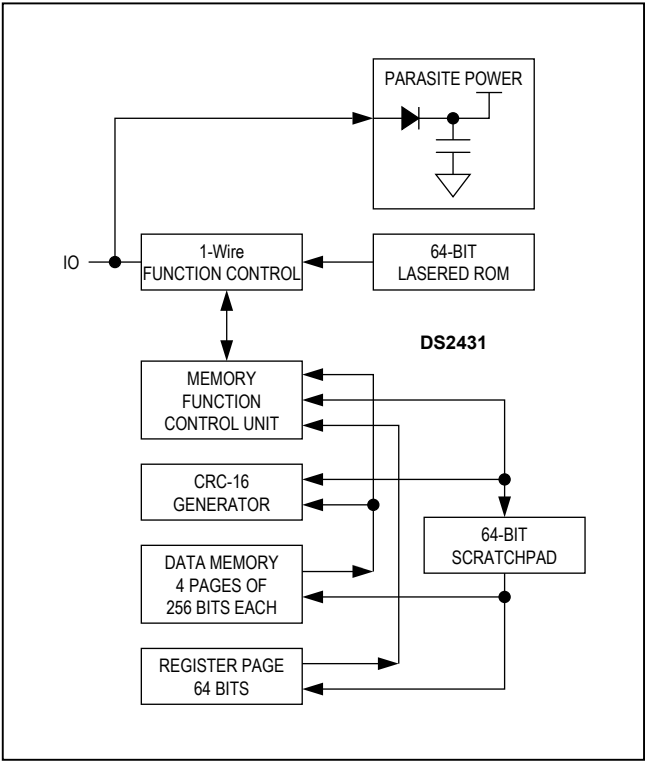 PARASITE POWER
IO
1-Wire
FUNCTION CONTROL
64-BIT
LASERED ROM
DS2431
MEMORY
FUNCTION
CONTROL UNIT
CRC-16
GENERATOR
64-BIT
SCRATCHPAD
DATA MEMORY
4 PAGES OF
256 BITS EACH
REGISTER PAGE
64 BITS